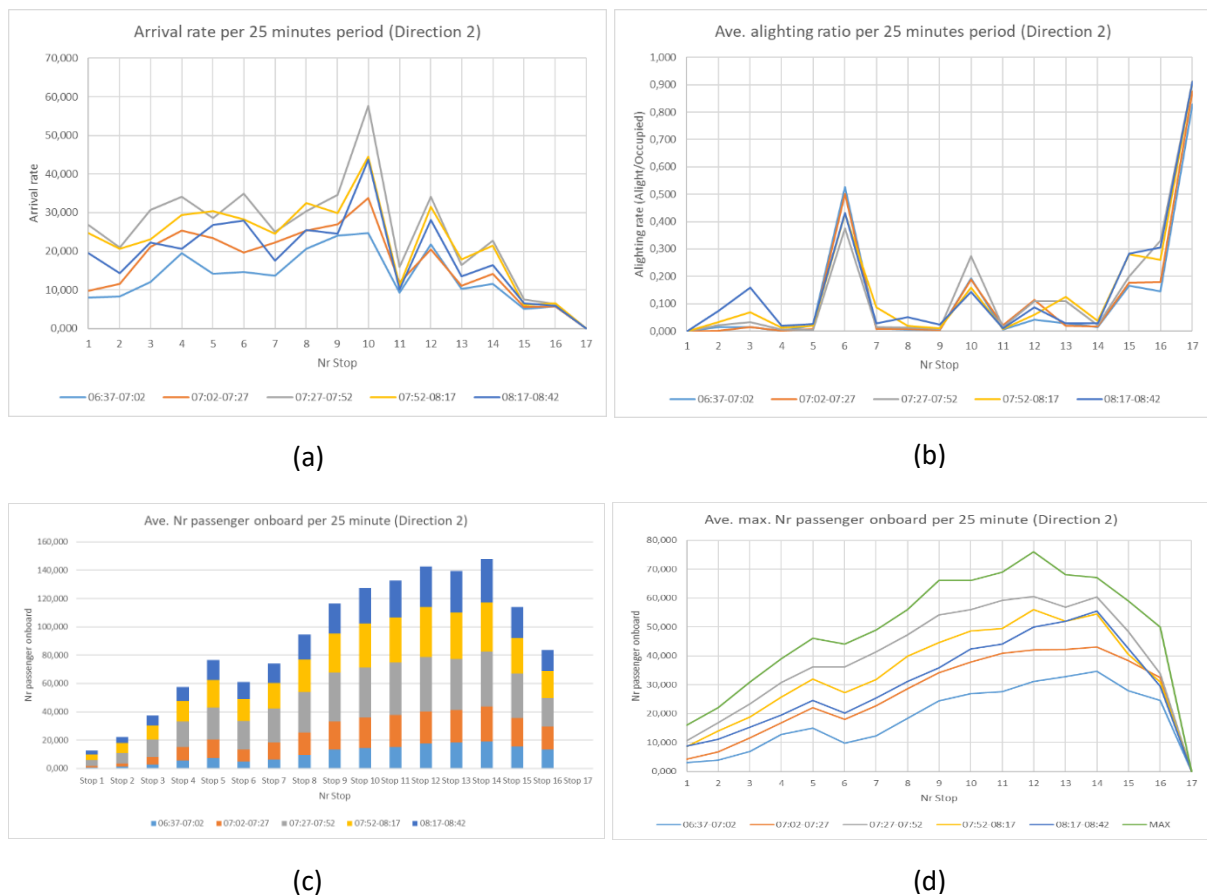 Arrival rate per 25 minutes period (Direction 2)
70,000
60,000
50,000
40,000
30,000
20,000
10,000
0,000
Arrival rate
1 2 3 4 5 6 7 8 9 10 11 12 13 14 15 16 17
Nr Stop
06:37-07:02 07:02-07:27 07:27-07:52 07:52-08:17 08:17-08:42
(a)
Ave. alighting ratio per 25 minutes period (Direction 2)
1,000
0,900
0,800
0,700
0,600
0,500
0,400
0,300
0,200
0,100
0,000
Alighting rate (Alight/Occupied)
1 2 3 4 5 6 7 8 9 10 11 12 13 14 15 16 17
Nr Stop
06:37-07:02 07:02-07:27 07:27-07:52 07:52-08:17 08:17-08:42
(b)
Ave. Nr passenger onboard per 25 minute (Direction 2)
160,000
140,000
120,000
100,000
80,000
60,000
40,000
20,000
0,000
Nr passenger onboard
Stop 1 Stop 2 Stop 3 Stop 4 Stop 5 Stop 6 Stop 7 Stop 8 Stop 9 Stop 10 Stop 11 Stop 12 Stop 13 Stop 14 Stop 15 Stop 16 Stop 17
Nr Stop
06:37-07:02 07:02-07:27 07:27-07:52 07:52-08:17 08:17-08:42
(c)
Ave. max. Nr passenger onboard per 25 minute (Direction 2)
80,000
70,000
60,000
50,000
40,000
30,000
20,000
10,000
0,000
Nr passenger onboard
1 2 3 4 5 6 7 8 9 10 11 12 13 14 15 16 17
Nr Stop
06:37-07:02 07:02-07:27 07:27-07:52 07:52-08:17 08:17-08:42 MAX
(d)